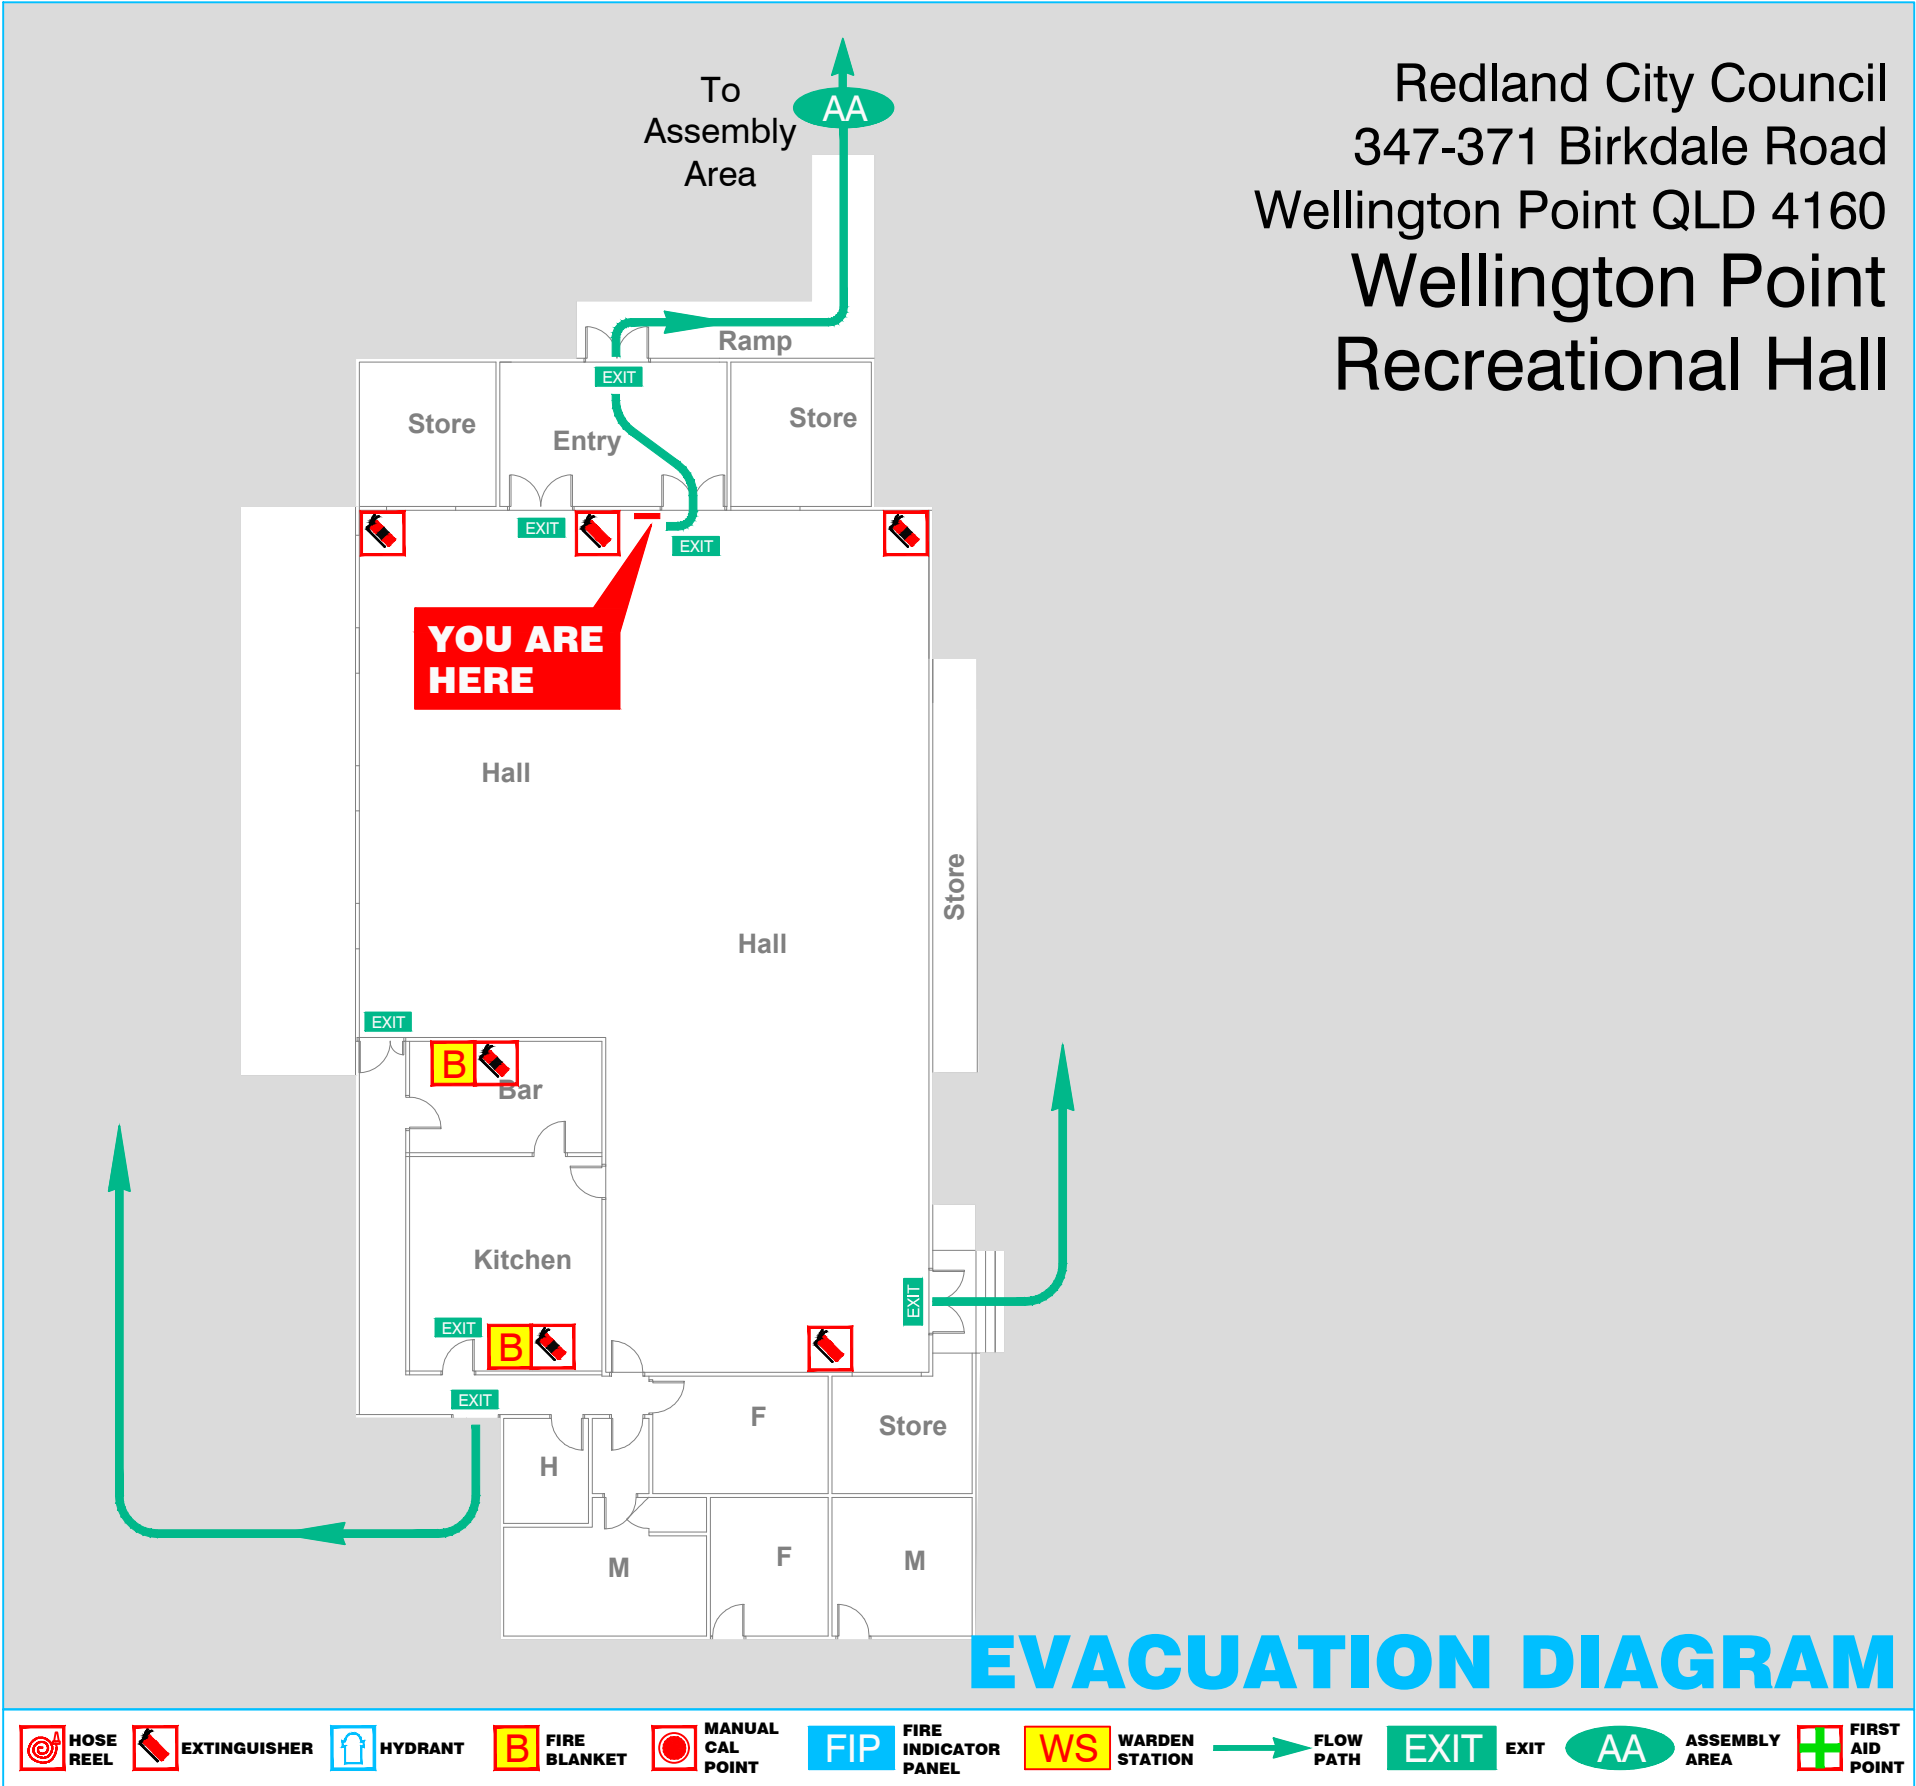 To
Assembly
Area
AA
Redland City Council
347-371 Birkdale Road
Wellington Point QLD 4160
Wellington Point
Recreational Hall
Ramp
EXIT
Store
Entry
Store
EXIT
EXIT
YOU ARE
HERE
Hall
Store
Hall
EXIT
B
Bar
Kitchen
EXIT
EXIT
B
EXIT
F
Store
H
M
F
M
EVACUATION DIAGRAM
HOSE
REEL
EXTINGUISHER
HYDRANT
B
FIRE
BLANKET
MANUAL
CAL
POINT
FIP
FIRE
INDICATOR
PANEL
WS
WARDEN
STATION
FLOW
PATH
EXIT
EXIT
AA
ASSEMBLY
AREA
FIRST
AID
POINT